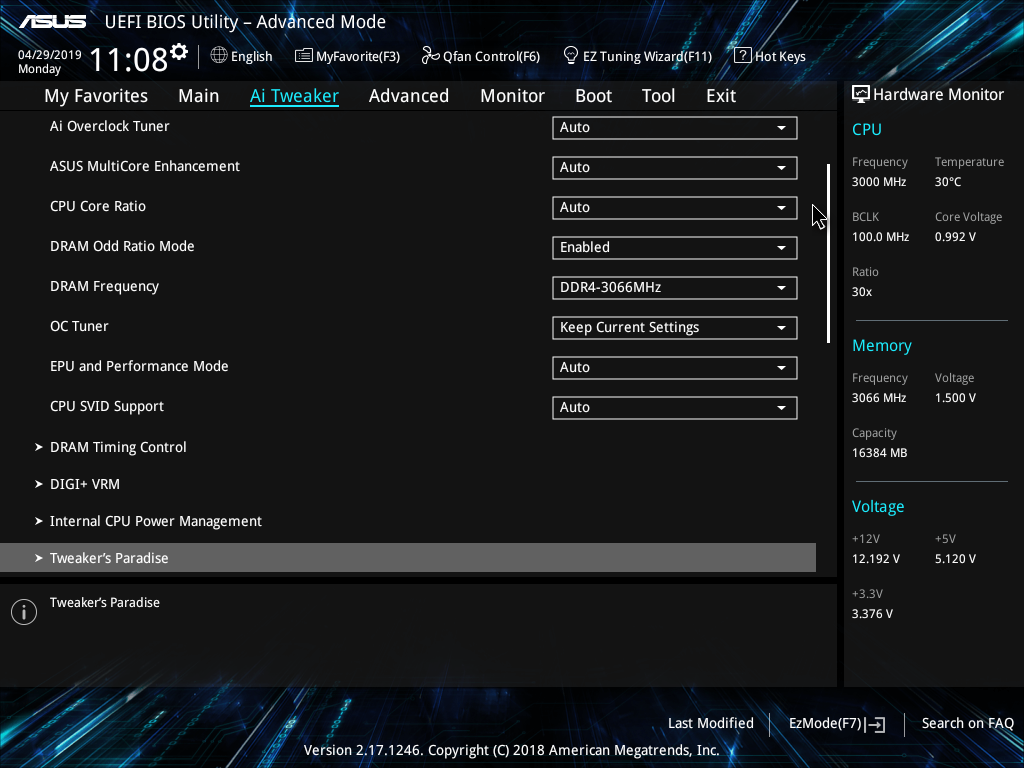 ASUS UEFI BIOS Utility – Advanced Mode
04/29/2019
Monday
11:08
English
MyFavorite(F3)
Qfan Control(F6)
EZ Tuning Wizard(F11)
? Hot Keys
My Favorites
Main
Ai Tweaker
Advanced
Monitor
Boot
Tool
Exit
Ai Overclock Tuner Auto
ASUS MultiCore Enhancement Auto
CPU Core Ratio Auto
DRAM Odd Ratio Mode Enabled
DRAM Frequency DDR4-3066MHz
OC Tuner Keep Current Settings
EPU and Performance Mode Auto
CPU SVID Support Auto
DRAM Timing Control
DIGI+ VRM
Internal CPU Power Management
Tweaker's Paradise
i Tweaker's Paradise
Hardware Monitor
CPU
Frequency Temperature
3000 MHz 30°C
BCLK Core Voltage
100.0 MHz 0.992 V
Ratio
30x
Memory
Frequency Voltage
3066 MHz 1.500 V
Capacity
16384 MB
Voltage
+12V +5V
12.192 V 5.120 V
+3.3V
3.376 V
Last Modified
EzMode(F7)
Search on FAQ
Version 2.17.1246. Copyright (C) 2018 American Megatrends, Inc.